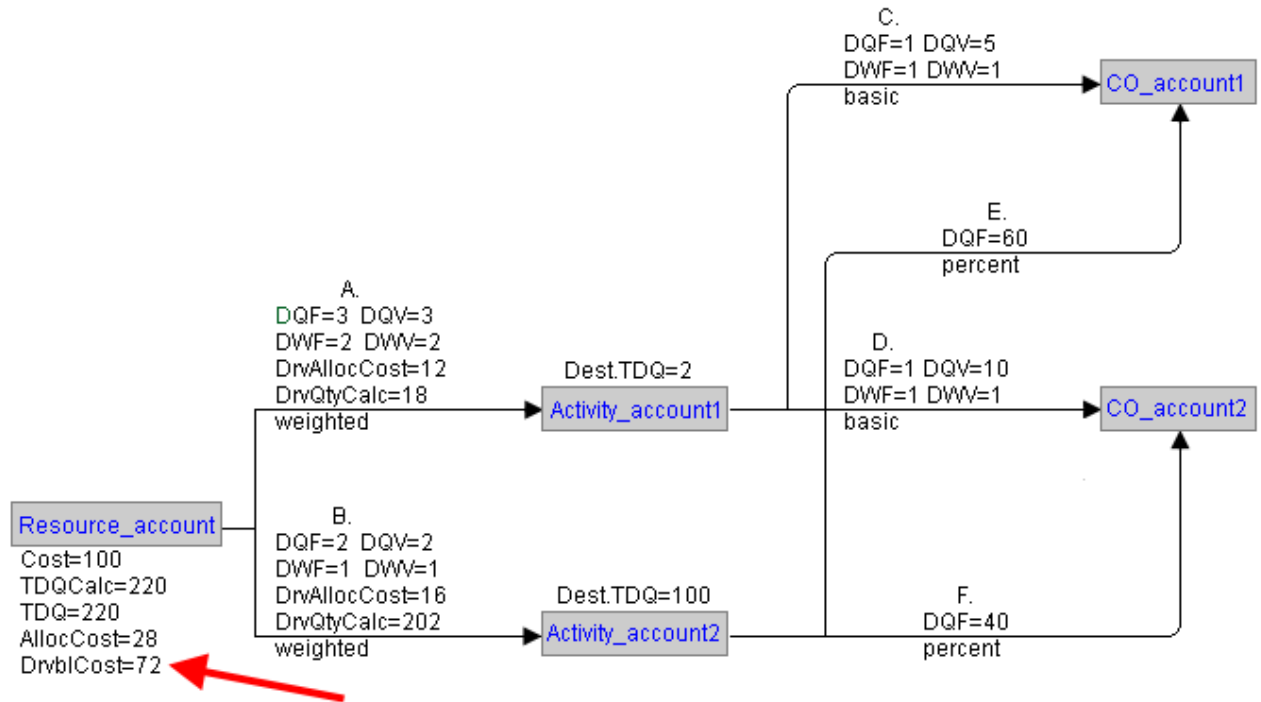 C.
DQF=1 DQV=5
DWF=1 DWV=1
basic
CO_account1
E.
DQF=60
percent
A.
DQF=3 DQV=3
DWF=2 DWV=2
DrvAllocCost=12
DrvQtyCalc=18
weighted
Dest.TDQ=2
Activity_account1
D.
DQF=1 DQV=10
DWF=1 DWV=1
basic
CO_account2
Resource_account
Cost=100
TDQCalc=220
TDQ=220
AllocCost=28
DrvblCost=72
B.
DQF=2 DQV=2
DWF=1 DWV=1
DrvAllocCost=16
DrvQtyCalc=202
weighted
Dest.TDQ=100
Activity_account2
F.
DQF=40
percent